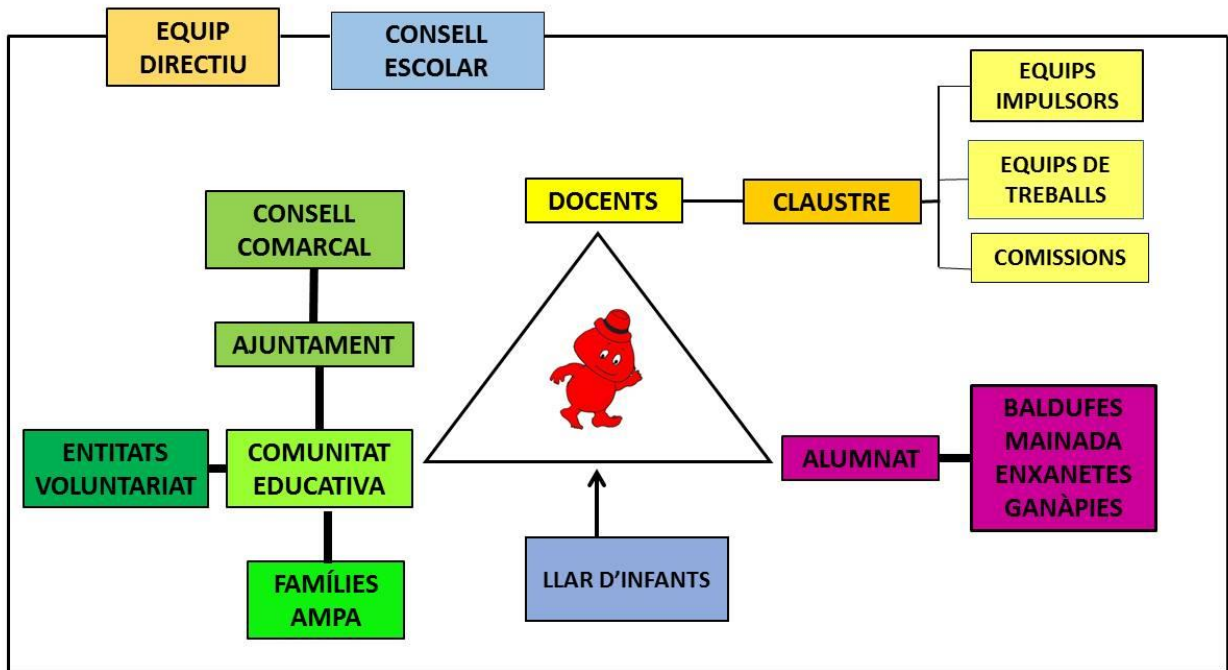 EQUIP
DIRECTIU
CONSELL
ESCOLAR
EQUIPS
IMPULSORS
EQUIPS DE
TREBALLS
COMISSIONS
DOCENTS
CLAUSTRE
CONSELL
COMARCAL
AJUNTAMENT
ENTITATS
VOLUNTARIAT
COMUNITAT
EDUCATIVA
FAMÍLIES
AMPA
LLAR D'INFANTS
ALUMNAT
BALDUFES
MAINADA
ENXANETES
GANÀPIES